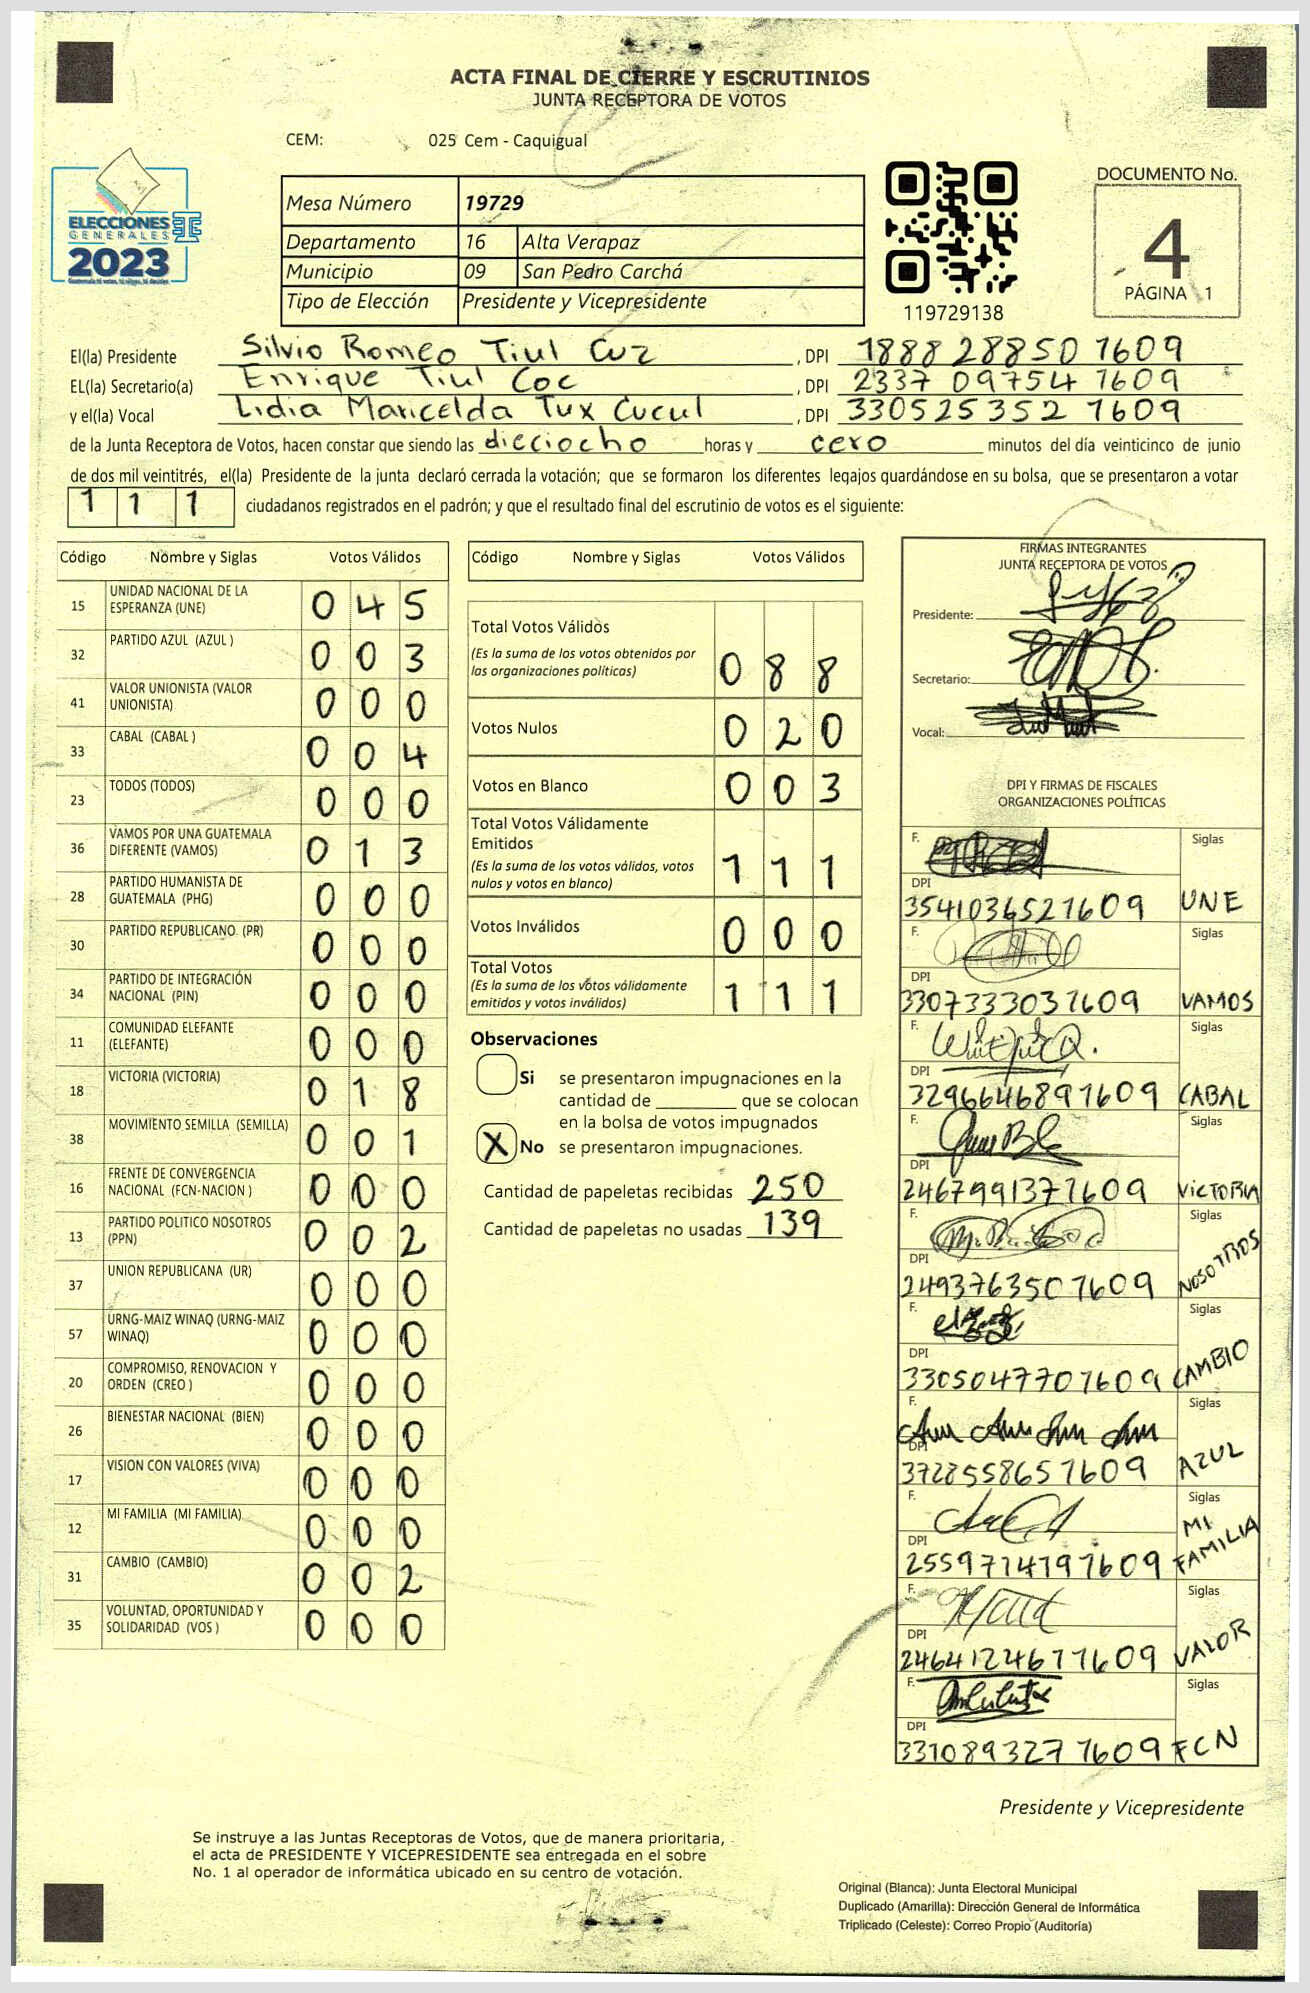 ACTA FINAL DE CIERRE Y ESCRUTINIOS
JUNTA RECEPTORA DE VOTOS
CEM: 025 Cem - Caquigual
ELECCIONES
GENERALES
2023
Mesa Número 19729
Departamento 16 Alta Verapaz
Municipio 09 San Pedro Carchá
Tipo de Elección Presidente y Vicepresidente
119729138
DOCUMENTO No.
4
PÁGINA 1
El(la) Presidente Silvio Romeo Tiul Cuz, DPI 1888 28850 1609
EL(la) Secretario(a) Enrique Tiul Coc, DPI 2337 09754 1609
y el(la) Vocal Lidia Maricelda Tux Cucul, DPI 330525352 1609
de la Junta Receptora de Votos, hacen constar que siendo las dieciocho horas y cero minutos del día veinticinco de junio
de dos mil veintitrés, el(la) Presidente de la junta declaró cerrada la votación; que se formaron los diferentes legajos guardándose en su bolsa, que se presentaron a votar
1 1 1 ciudadanos registrados en el padrón; y que el resultado final del escrutinio de votos es el siguiente:
Código Nombre y Siglas Votos Válidos
15 UNIDAD NACIONAL DE LA ESPERANZA (UNE) 0 4 5
32 PARTIDO AZUL (AZUL ) 0 0 3
41 VALOR UNIONISTA (VALOR UNIONISTA) 0 0 0
33 CABAL (CABAL ) 0 0 4
23 TODOS (TODOS) 0 0 0
36 VAMOS POR UNA GUATEMALA DIFERENTE (VAMOS) 0 1 3
28 PARTIDO HUMANISTA DE GUATEMALA (PHG) 0 0 0
30 PARTIDO REPUBLICANO (PR) 0 0 0
34 PARTIDO DE INTEGRACIÓN NACIONAL (PIN) 0 0 0
11 COMUNIDAD ELEFANTE (ELEFANTE) 0 0 0
18 VICTORIA (VICTORIA) 0 1 8
38 MOVIMIENTO SEMILLA (SEMILLA) 0 0 1
16 FRENTE DE CONVERGENCIA NACIONAL (FCN-NACION ) 0 0 0
13 PARTIDO POLITICO NOSOTROS (PPN) 0 0 2
37 UNION REPUBLICANA (UR) 0 0 0
57 URNG-MAIZ WINAQ (URNG-MAIZ WINAQ) 0 0 0
20 COMPROMISO, RENOVACION Y ORDEN (CREO ) 0 0 0
26 BIENESTAR NACIONAL (BIEN) 0 0 0
17 VISION CON VALORES (VIVA) 0 0 0
12 MI FAMILIA (MI FAMILIA) 0 0 0
31 CAMBIO (CAMBIO) 0 0 2
35 VOLUNTAD, OPORTUNIDAD Y SOLIDARIDAD (VOS ) 0 0 0
Código Nombre y Siglas Votos Válidos
Total Votos Válidos 0 8 8
(Es la suma de los votos obtenidos por
las organizaciones políticas)
Votos Nulos 0 2 0
Votos en Blanco 0 0 3
Total Votos Válidamente
Emitidos 1 1 1
(Es la suma de los votos válidos, votos
nulos y votos en blanco)
Votos Inválidos 0 0 0
Total Votos 1 1 1
(Es la suma de los votos válidamente
emitidos y votos inválidos)
Observaciones
Si se presentaron impugnaciones en la
cantidad de ________ que se colocan
en la bolsa de votos impugnados
X No se presentaron impugnaciones.
Cantidad de papeletas recibidas 250
Cantidad de papeletas no usadas 139
FIRMAS INTEGRANTES
JUNTA RECEPTORA DE VOTOS
Presidente:
Secretario:
Vocal:
DPI Y FIRMAS DE FISCALES
ORGANIZACIONES POLÍTICAS
F. Siglas
DPI 3541036521609 UNE
F. Siglas
DPI 3307333031609 VAMOS
F. Siglas
DPI 3296646891609 CABAL
F. Siglas
DPI 2467991371609 VICTORIA
F. Siglas
DPI 2493763501609 NOSOTROS
F. Siglas
DPI 3305047701609 CAMBIO
F. Siglas
DPI 3728558651609 AZUL
F. Siglas
DPI 2559714191609 MI FAMILIA
F. Siglas
DPI 2464124671609 VALOR
F. Siglas
DPI 331089327 1609 FCN
Presidente y Vicepresidente
Se instruye a las Juntas Receptoras de Votos, que de manera prioritaria,
el acta de PRESIDENTE Y VICEPRESIDENTE sea entregada en el sobre
No. 1 al operador de informática ubicado en su centro de votación.
Original (Blanca): Junta Electoral Municipal
Duplicado (Amarilla): Dirección General de Informática
Triplicado (Celeste): Correo Propio (Auditoría)